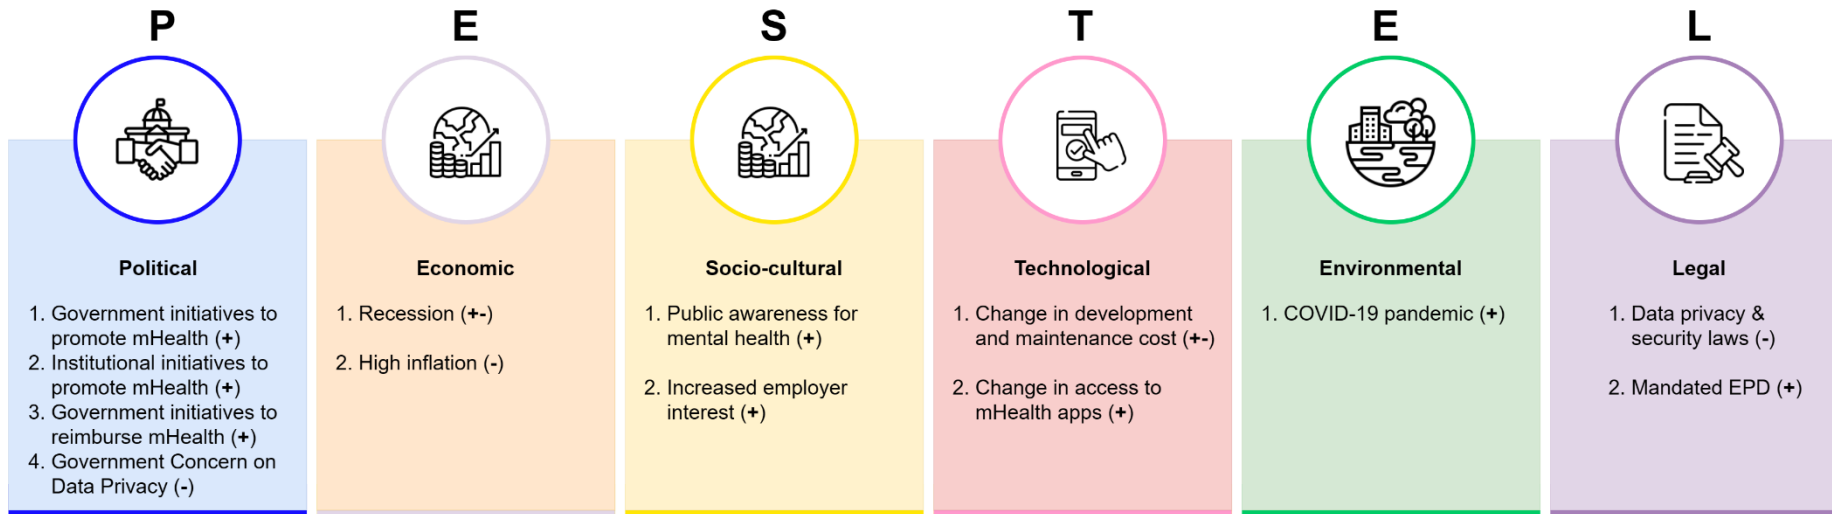 P
E
S
T
E
L
Political
1. Government initiatives to
promote mHealth (+)
2. Institutional initiatives to
promote mHealth (+)
3. Government initiatives to
reimburse mHealth (+)
4. Government Concern on
Data Privacy (-)
Economic
1. Recession (+-)
2. High inflation (-)
Socio-cultural
1. Public awareness for
mental health (+)
2. Increased employer
interest (+)
Technological
1. Change in development
and maintenance cost (+-)
2. Change in access to
mHealth apps (+)
Environmental
1. COVID-19 pandemic (+)
Legal
1. Data privacy &
security laws (-)
2. Mandated EPD (+)